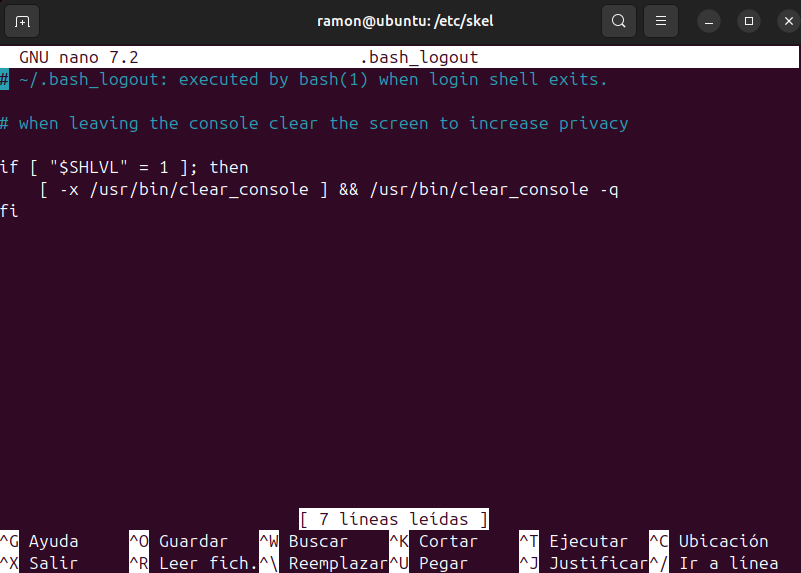 ramon@ubuntu: /etc/skel
GNU nano 7.2 .bash_logout
# ~/.bash_logout: executed by bash(1) when login shell exits.
# when leaving the console clear the screen to increase privacy
if [ "$SHLVL" = 1 ]; then
    [ -x /usr/bin/clear_console ] && /usr/bin/clear_console -q
fi
[ 7 líneas leídas ]
^G Ayuda ^O Guardar ^W Buscar ^K Cortar ^T Ejecutar ^C Ubicación
^X Salir ^R Leer fich. ^\ Reemplazar ^U Pegar ^J Justificar ^/ Ir a línea